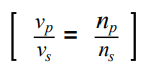 [ v_p / v_s = n_p / n_s ]